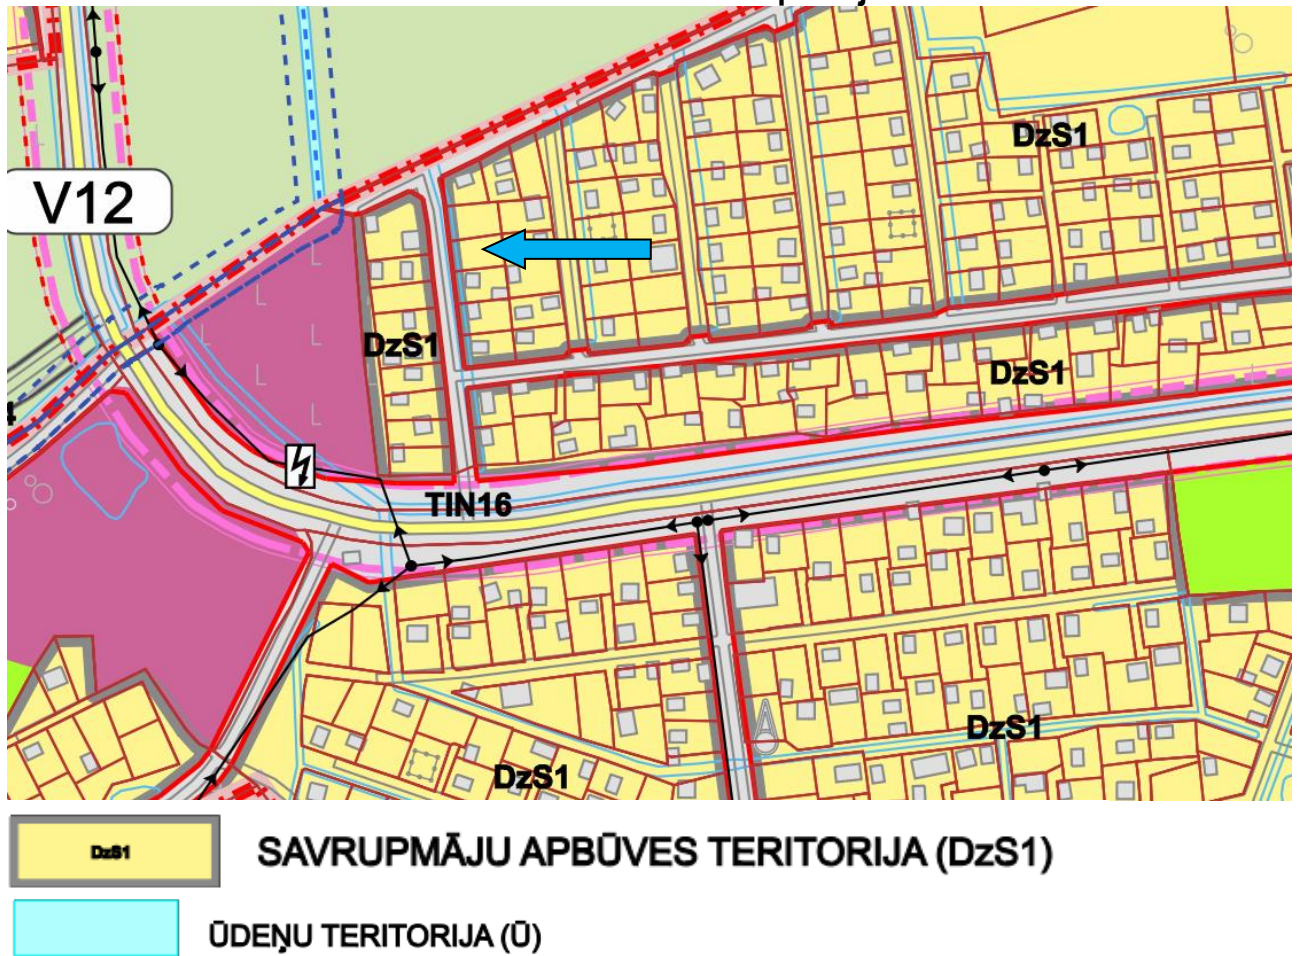 DzS1
V12
DzS1
DzS1
TIN16
DzS1
DzS1
DzS1 SAVRUPMĀJU APBŪVES TERITORIJA (DzS1)
ŪDEŅU TERITORIJA (Ū)